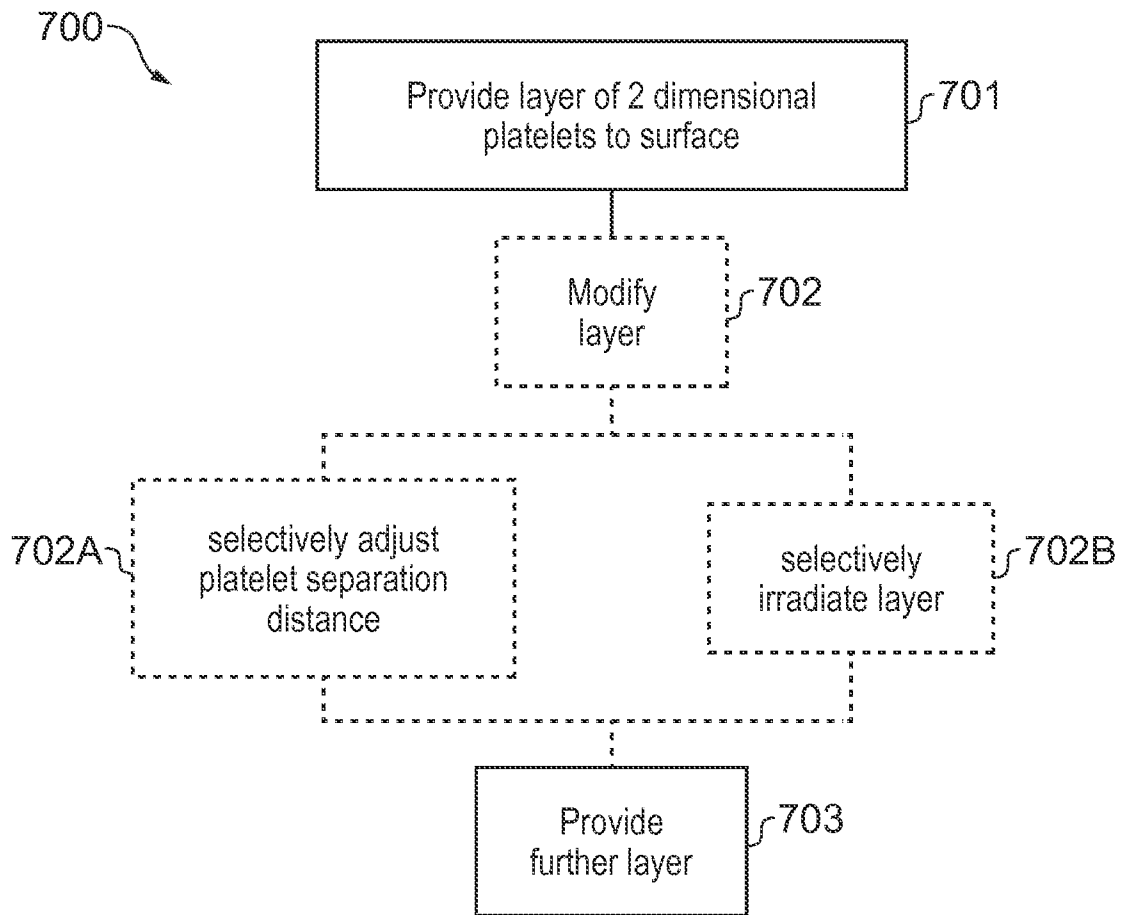 700
Provide layer of 2 dimensional
platelets to surface
701
Modify
layer
702
702A
selectively adjust
platelet separation
distance
selectively
irradiate layer
702B
Provide
further layer
703